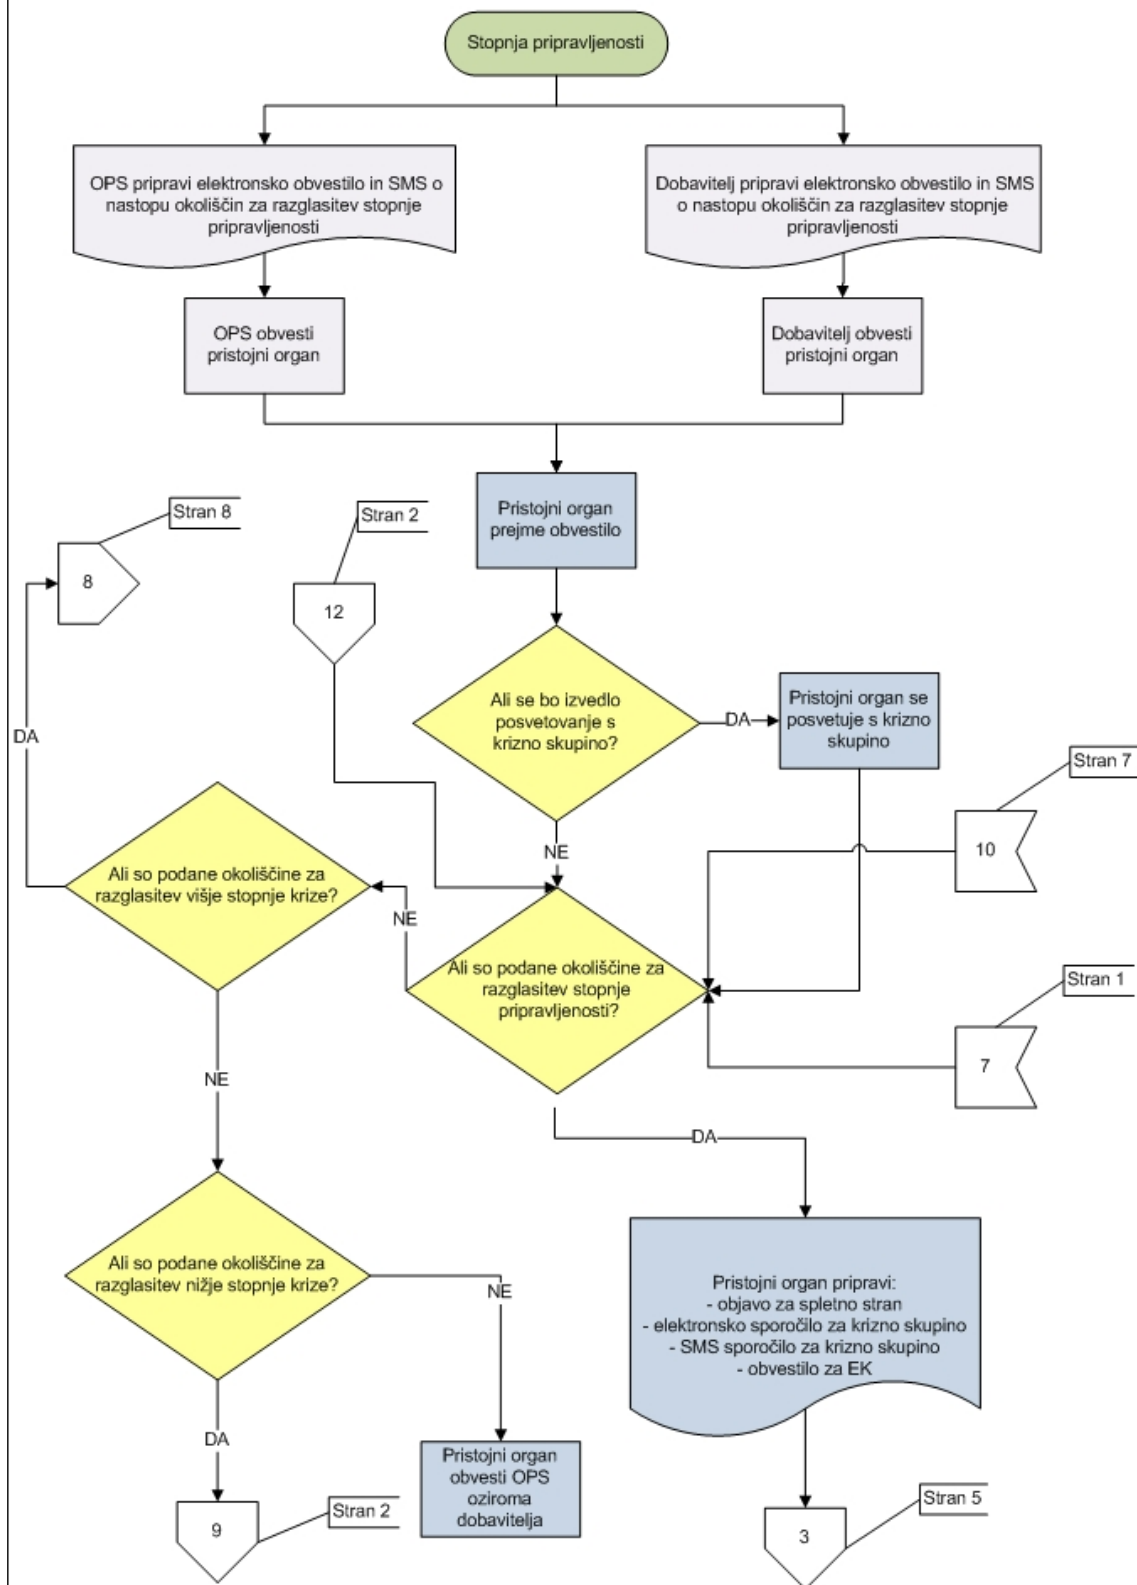 Stopnja pripravljenosti
OPS pripravi elektronsko obvestilo in SMS o
nastopu okoliščin za razglasitev stopnje
pripravljenosti
Dobavitelj pripravi elektronsko obvestilo in SMS
o nastopu okoliščin za razglasitev stopnje
pripravljenosti
OPS obvesti
pristojni organ
Dobavitelj obvesti
pristojni organ
Pristojni organ
prejme obvestilo
Stran 8
8
Stran 2
12
Ali se bo izvedlo
posvetovanje s
krizno skupino?
DA
Pristojni organ se
posvetuje s krizno
skupino
DA
Stran 7
10
NE
Ali so podane okoliščine za
razglasitev višje stopnje krize?
NE
Ali so podane okoliščine za
razglasitev stopnje
pripravljenosti?
Stran 1
7
NE
DA
Ali so podane okoliščine za
razglasitev nižje stopnje krize?
NE
Pristojni organ pripravi:
- objavo za spletno stran
- elektronsko sporočilo za krizno skupino
- SMS sporočilo za krizno skupino
- obvestilo za EK
DA
Pristojni organ
obvesti OPS
oziroma
dobavitelja
Stran 2
9
Stran 5
3